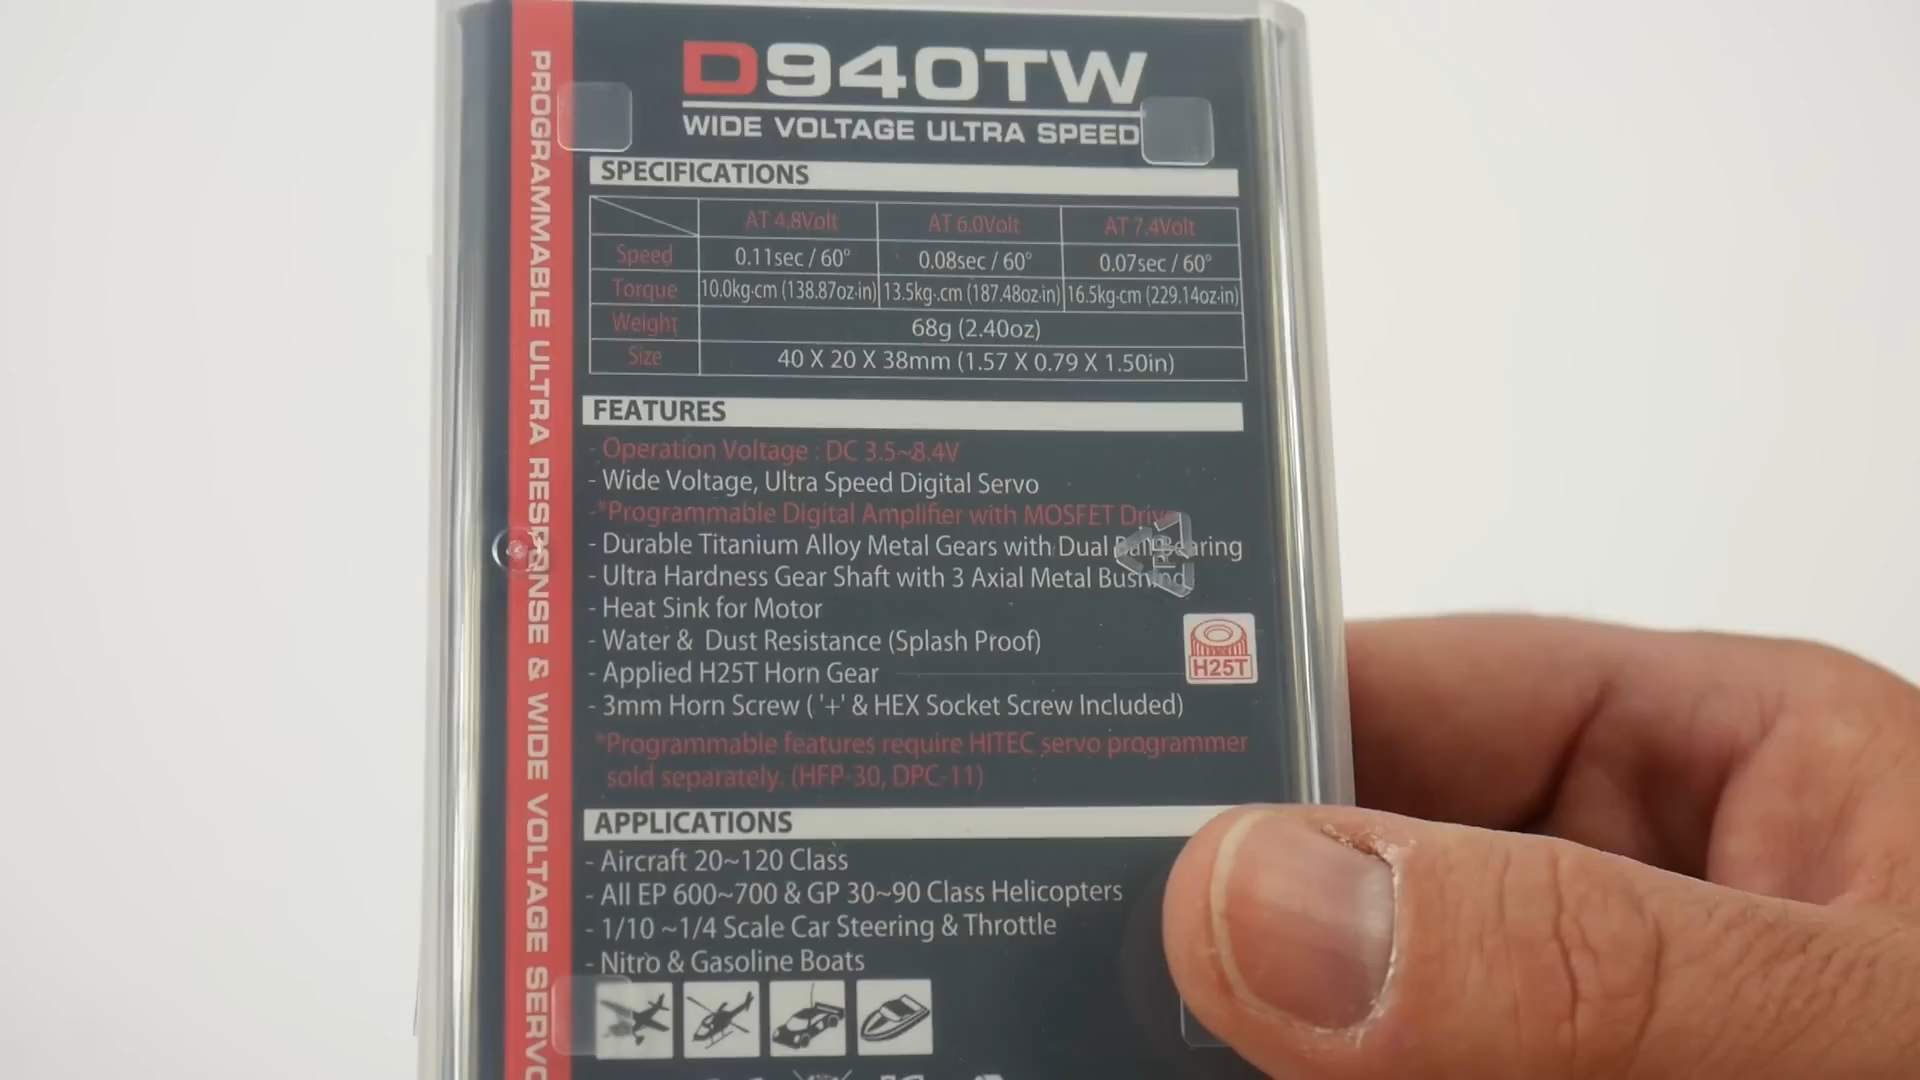 D940TW
WIDE VOLTAGE ULTRA SPEED
PROGRAMMABLE ULTRA RESPONSE & WIDE VOLTAGE SERVO
SPECIFICATIONS
AT 4.8Volt AT 6.0Volt AT 7.4Volt
Speed 0.11sec / 60° 0.08sec / 60° 0.07sec / 60°
Torque 10.0kg·cm (138.87oz·in) 13.5kg·.cm (187.48oz·in) 16.5kg·cm (229.14oz·in)
Weight 68g (2.40oz)
Size 40 X 20 X 38mm (1.57 X 0.79 X 1.50in)
FEATURES
- Operation Voltage : DC 3.5~8.4V
- Wide Voltage, Ultra Speed Digital Servo
-*Programmable Digital Amplifier with MOSFET Drive
- Durable Titanium Alloy Metal Gears with Dual Ball Bearing
- Ultra Hardness Gear Shaft with 3 Axial Metal Bushing
- Heat Sink for Motor
- Water & Dust Resistance (Splash Proof)
- Applied H25T Horn Gear
- 3mm Horn Screw ( '+' & HEX Socket Screw Included)
H25T
*Programmable features require HITEC servo programmer
sold separately. (HFP-30, DPC-11)
APPLICATIONS
- Aircraft 20~120 Class
- All EP 600~700 & GP 30~90 Class Helicopters
- 1/10 ~1/4 Scale Car Steering & Throttle
- Nitro & Gasoline Boats